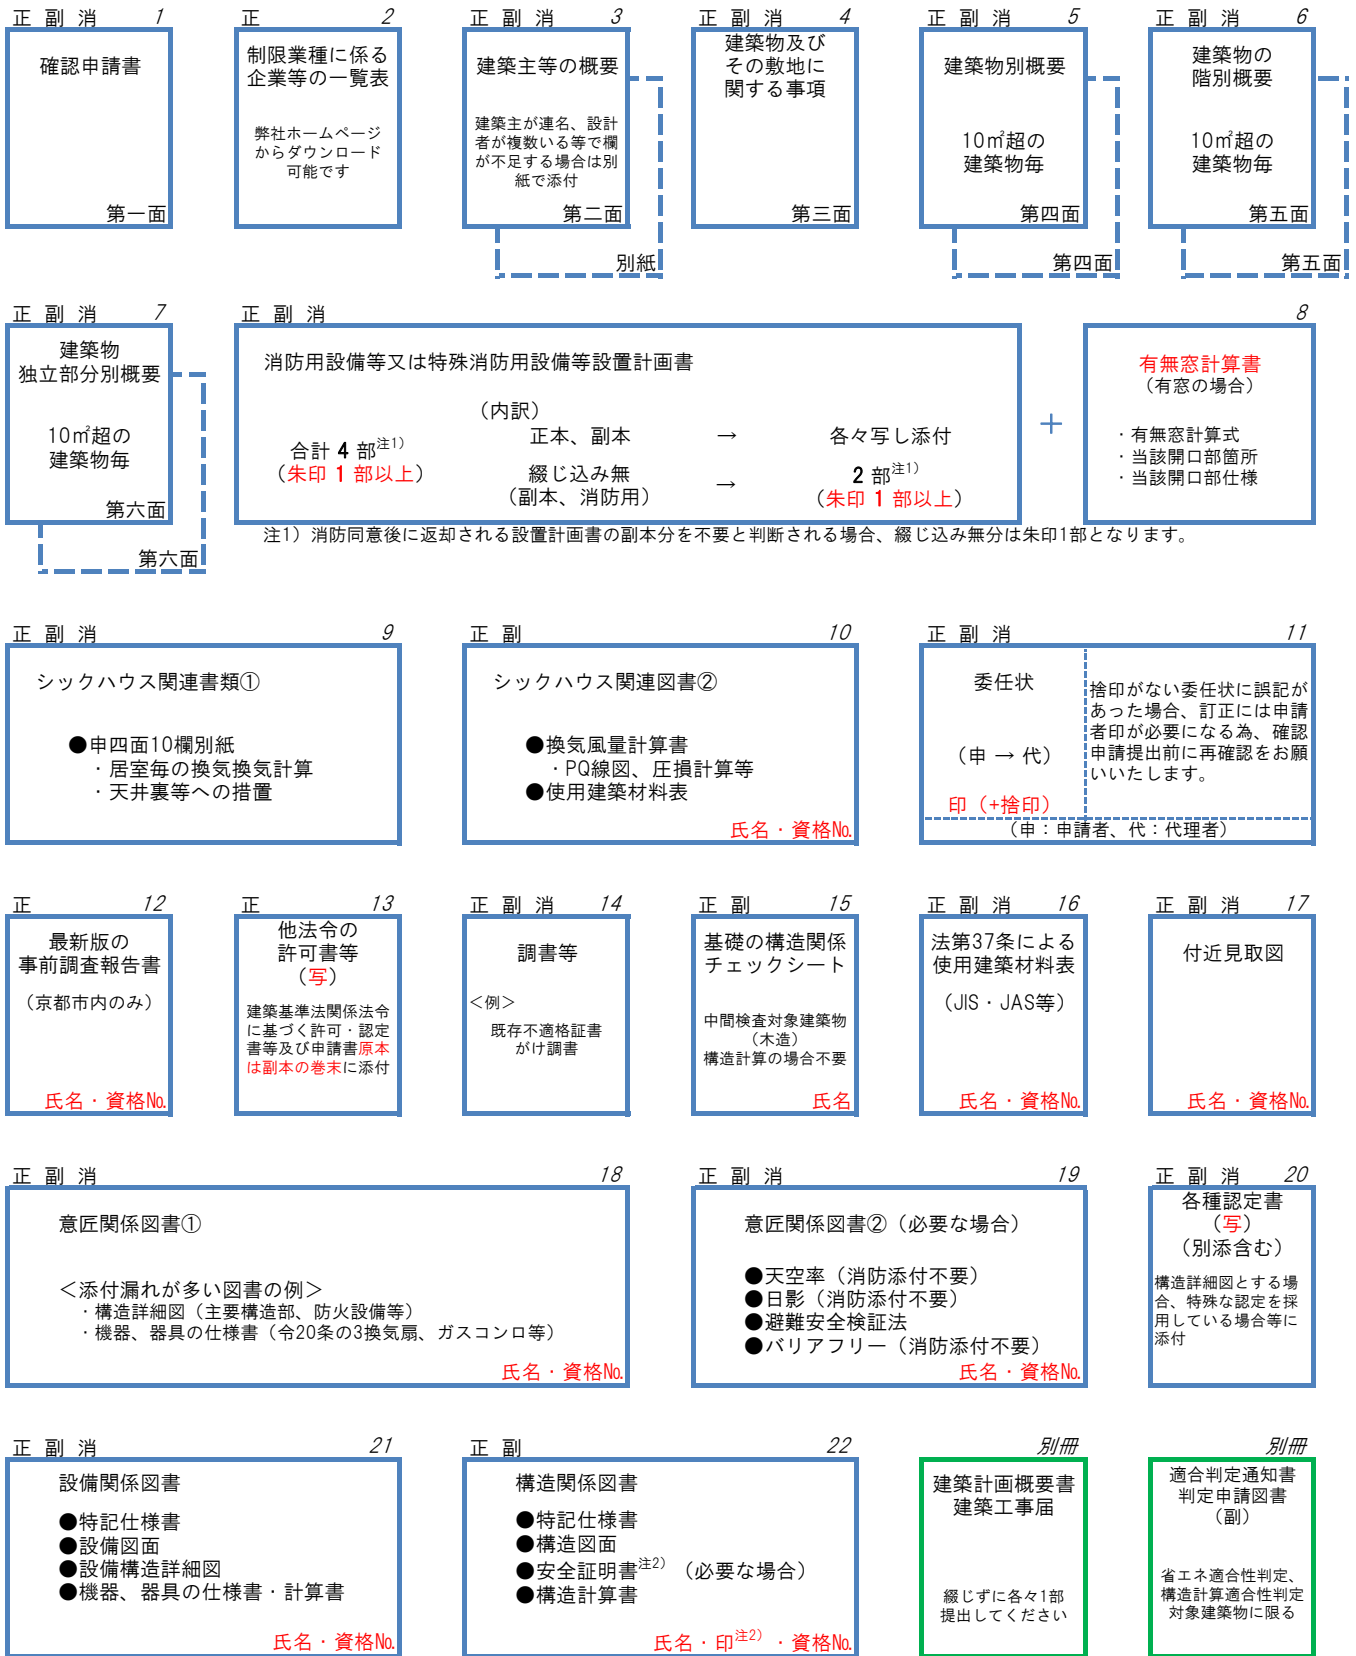 正 副 消 1
確認申請書
第一面
正 2
制限業種に係る
企業等の一覧表
弊社ホームページ
からダウンロード
可能です
正 副 消 3
建築主等の概要
建築主が連名、設計
者が複数いる等で欄
が不足する場合は別
紙で添付
第二面
別紙
正 副 消 4
建築物及び
その敷地に
関する事項
第三面
正 副 消 5
建築物別概要
10㎡超の
建築物毎
第四面
第四面
正 副 消 6
建築物の
階別概要
10㎡超の
建築物毎
第五面
第五面
正 副 消 7
建築物
独立部分別概要
10㎡超の
建築物毎
第六面
第六面
正 副 消
消防用設備等又は特殊消防用設備等設置計画書
(内訳)
合計 4 部注1)
(朱印 1 部以上)
正本、副本 → 各々写し添付
綴じ込み無
(副本、消防用)
→
2 部注1)
(朱印 1 部以上)
+
8
有無窓計算書
(有窓の場合)
・有無窓計算式
・当該開口部箇所
・当該開口部仕様
注1) 消防同意後に返却される設置計画書の副本分を不要と判断される場合、綴じ込み無分は朱印1部となります。
正 副 消 9
シックハウス関連書類①
●申四面10欄別紙
・居室毎の換気換気計算
・天井裏等への措置
正 副 10
シックハウス関連図書②
●換気風量計算書
・PQ線図、圧損計算等
●使用建築材料表
氏名・資格No.
正 副 消 11
委任状
(申 → 代)
印 (+捨印)
捨印がない委任状に誤記が
あった場合、訂正には申請
者印が必要になる為、確認
申請提出前に再確認をお願
いいたします。
(申:申請者、代:代理者)
正 12
最新版の
事前調査報告書
(京都市内のみ)
氏名・資格No.
正 13
他法令の
許可書等
(写)
建築基準法関係法令
に基づく許可・認定
書等及び申請書原本
は副本の巻末に添付
正 副 消 14
調書等
<例>
既存不適格証書
がけ調書
正 副 15
基礎の構造関係
チェックシート
中間検査対象建築物
(木造)
構造計算の場合不要
氏名
正 副 消 16
法第37条による
使用建築材料表
(JIS・JAS等)
氏名・資格No.
正 副 消 17
付近見取図
氏名・資格No.
正 副 消 18
意匠関係図書①
<添付漏れが多い図書の例>
・構造詳細図(主要構造部、防火設備等)
・機器、器具の仕様書(令20条の3換気扇、ガスコンロ等)
氏名・資格No.
正 副 消 19
意匠関係図書②(必要な場合)
●天空率(消防添付不要)
●日影(消防添付不要)
●避難安全検証法
●バリアフリー(消防添付不要)
氏名・資格No.
正 副 消 20
各種認定書
(写)
(別添含む)
構造詳細図とする場
合、特殊な認定を採
用している場合等に
添付
正 副 消 21
設備関係図書
●特記仕様書
●設備図面
●設備構造詳細図
●機器、器具の仕様書・計算書
氏名・資格No.
正 副 22
構造関係図書
●特記仕様書
●構造図面
●安全証明書注2) (必要な場合)
●構造計算書
氏名・印注2)・資格No.
別冊
建築計画概要書
建築工事届
綴じずに各々1部
提出してください
別冊
適合判定通知書
判定申請図書
(副)
省エネ適合性判定、
構造計算適合性判定
対象建築物に限る